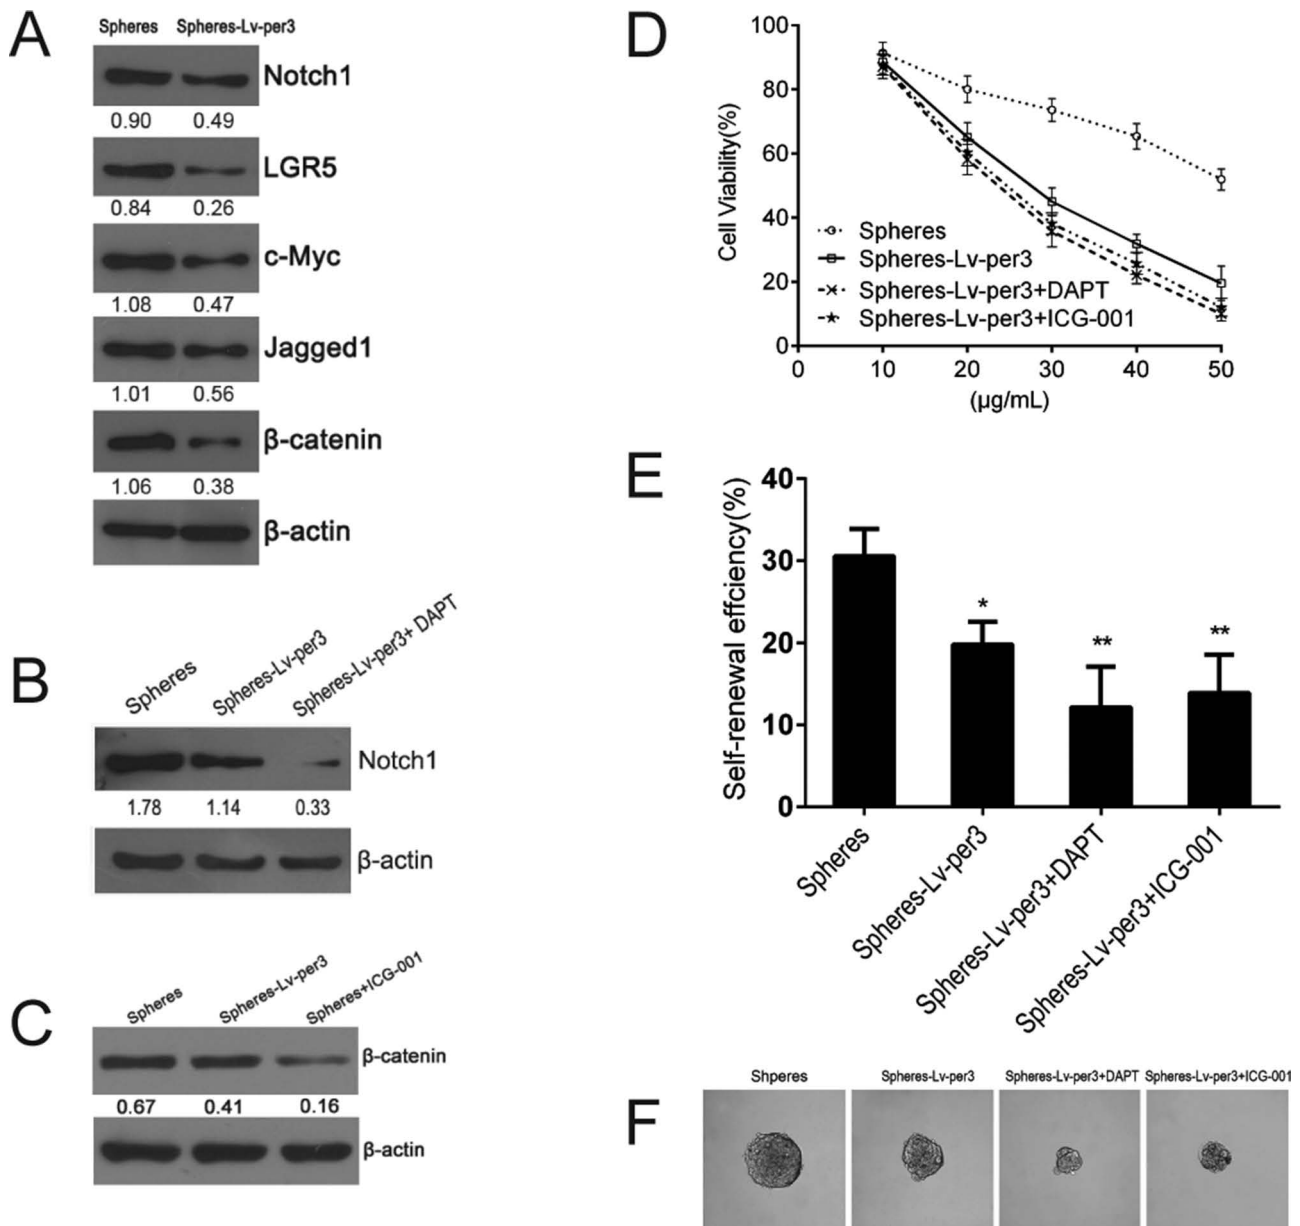 A
Spheres Spheres-Lv-per3
Notch1
0.90 0.49
LGR5
0.84 0.26
c-Myc
1.08 0.47
Jagged1
1.01 0.56
β-catenin
1.06 0.38
β-actin
B
Spheres
Spheres-Lv-per3
Spheres-Lv-per3+ DAPT
Notch1
1.78 1.14 0.33
β-actin
C
Spheres
Spheres-Lv-per3
Spheres+ICG-001
β-catenin
0.67 0.41 0.16
β-actin
D
Cell Viability(%)
100
80
60
40
20
0
Spheres
Spheres-Lv-per3
Spheres-Lv-per3+DAPT
Spheres-Lv-per3+ICG-001
0 10 20 30 40 50
(μg/mL)
E
Self-renewal effciency(%)
40
30
20
10
0
*
**
**
Spheres
Spheres-Lv-per3
Spheres-Lv-per3+DAPT
Spheres-Lv-per3+ICG-001
F
Shperes Spheres-Lv-per3 Spheres-Lv-per3+DAPT Spheres-Lv-per3+ICG-001